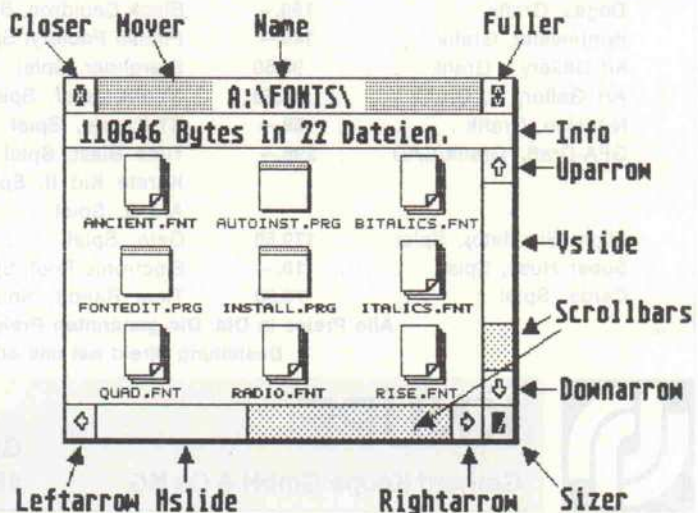 Closer Mover Name Fuller
A:\FONTS\
110646 Bytes in 22 Dateien.
Info
Uparrow
ANCIENT.FNT AUTOINST.PRG BITALICS.FNT
Vslide
FONTEDIT.PRG INSTALL.PRG ITALICS.FNT
Scrollbars
Downarrow
QUAD.FNT RADIO.FNT RISE.FNT
Leftarrow Hslide Rightarrow Sizer